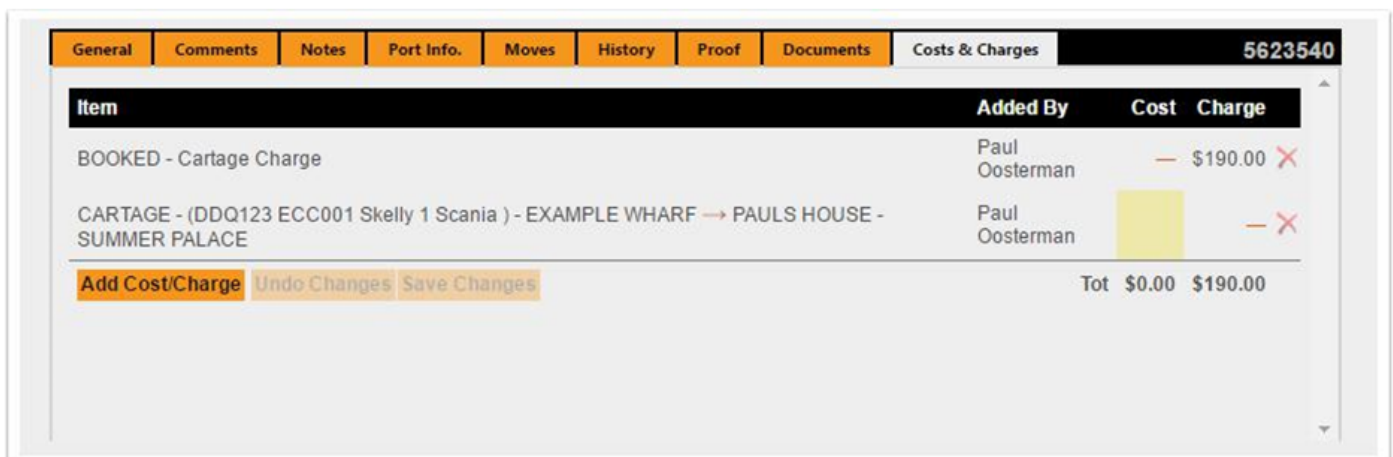 General Comments Notes Port Info. Moves History Proof Documents Costs & Charges 5623540
Item Added By Cost Charge
BOOKED - Cartage Charge Paul Oosterman — $190.00
CARTAGE - (DDQ123 ECC001 Skelly 1 Scania ) - EXAMPLE WHARF → PAULS HOUSE -
SUMMER PALACE Paul Oosterman —
Add Cost/Charge Undo Changes Save Changes Tot $0.00 $190.00